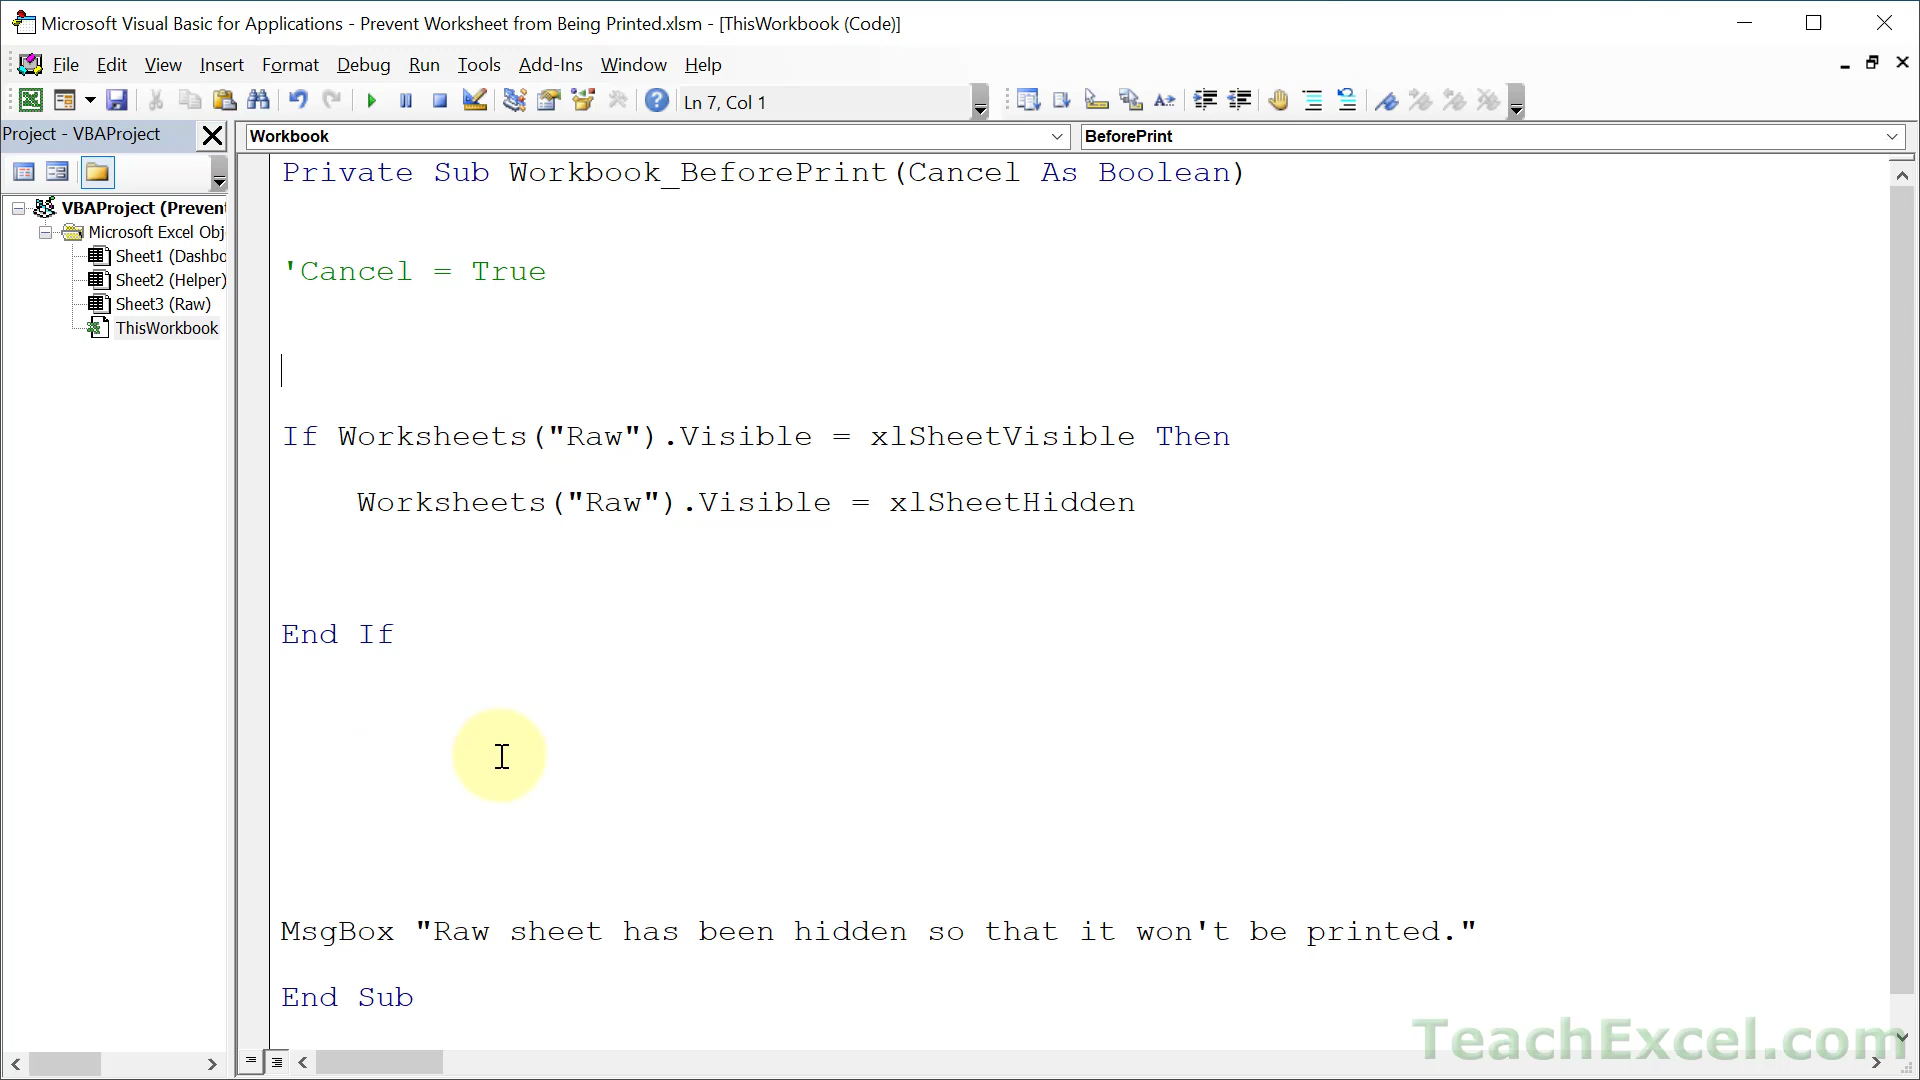 Microsoft Visual Basic for Applications - Prevent Worksheet from Being Printed.xlsm - [ThisWorkbook (Code)]
File Edit View Insert Format Debug Run Tools Add-Ins Window Help
Ln 7, Col 1
Project - VBAProject
Workbook
BeforePrint
VBAProject (Preven
Microsoft Excel Obj
Sheet1 (Dashbo
Sheet2 (Helper)
Sheet3 (Raw)
ThisWorkbook
Private Sub Workbook_BeforePrint(Cancel As Boolean)
'Cancel = True
If Worksheets("Raw").Visible = xlSheetVisible Then
Worksheets("Raw").Visible = xlSheetHidden
End If
MsgBox "Raw sheet has been hidden so that it won't be printed."
End Sub
TeachExcel.com